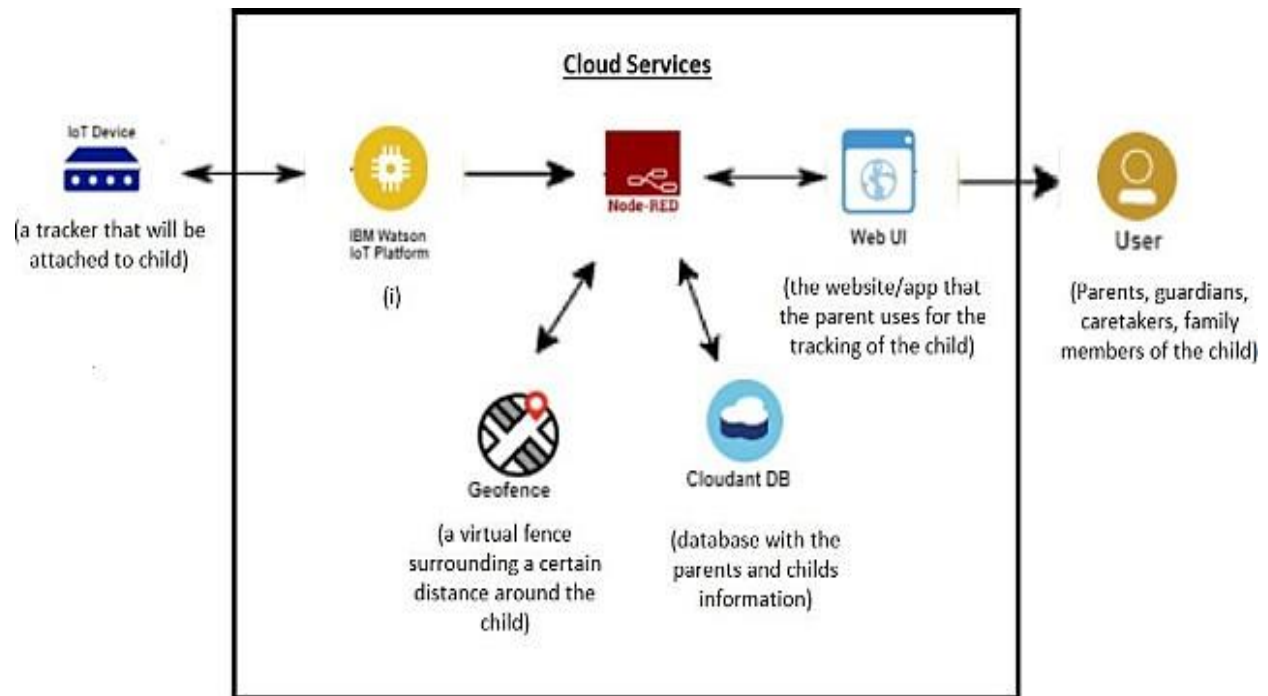 Cloud Services
IoT Device
(a tracker that will be
attached to child)
IBM Watson
IoT Platform
(i)
Node-RED
Web UI
(the website/app that
the parent uses for the
tracking of the child)
User
(Parents, guardians,
caretakers, family
members of the child)
Geofence
(a virtual fence
surrounding a certain
distance around the
child)
Cloudant DB
(database with the
parents and childs
information)